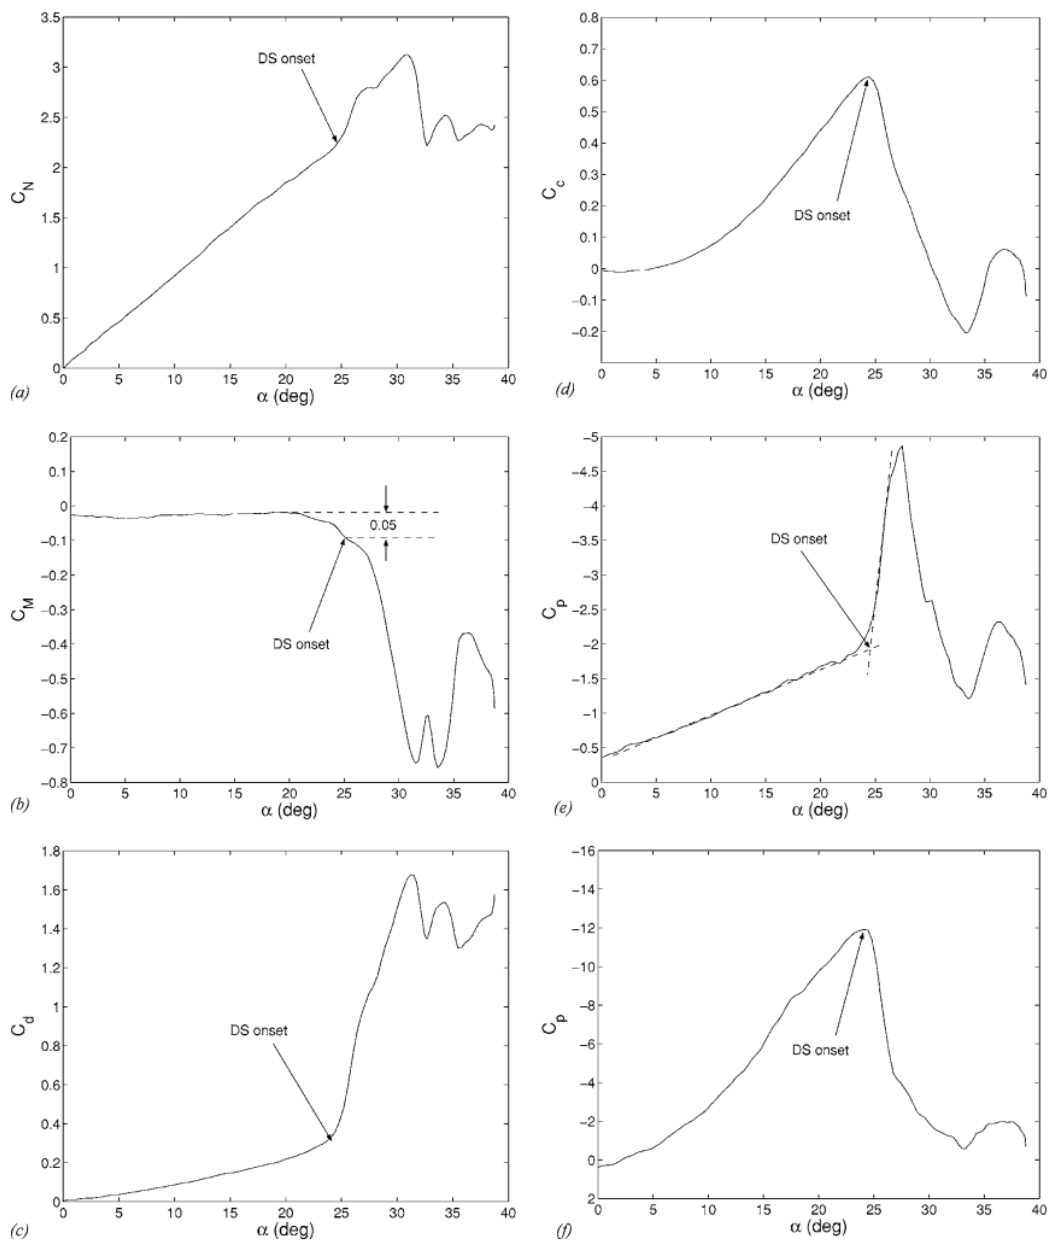 3.5
3
2.5
2
1.5
1
0.5
0
C_N
DS onset
0 5 10 15 20 25 30 35 40
α (deg)
(a)
0.8
0.7
0.6
0.5
0.4
0.3
0.2
0.1
0
−0.1
−0.2
C_c
DS onset
0 5 10 15 20 25 30 35 40
α (deg)
(d)
0.2
0.1
0
−0.1
−0.2
−0.3
−0.4
−0.5
−0.6
−0.7
−0.8
C_M
0.05
DS onset
0 5 10 15 20 25 30 35 40
α (deg)
(b)
−5
−4.5
−4
−3.5
−3
−2.5
−2
−1.5
−1
−0.5
0
C_p
DS onset
0 5 10 15 20 25 30 35 40
α (deg)
(e)
1.8
1.6
1.4
1.2
1
0.8
0.6
0.4
0.2
0
C_d
DS onset
0 5 10 15 20 25 30 35 40
α (deg)
(c)
−16
−14
−12
−10
−8
−6
−4
−2
0
2
C_p
DS onset
0 5 10 15 20 25 30 35 40
α (deg)
(f)